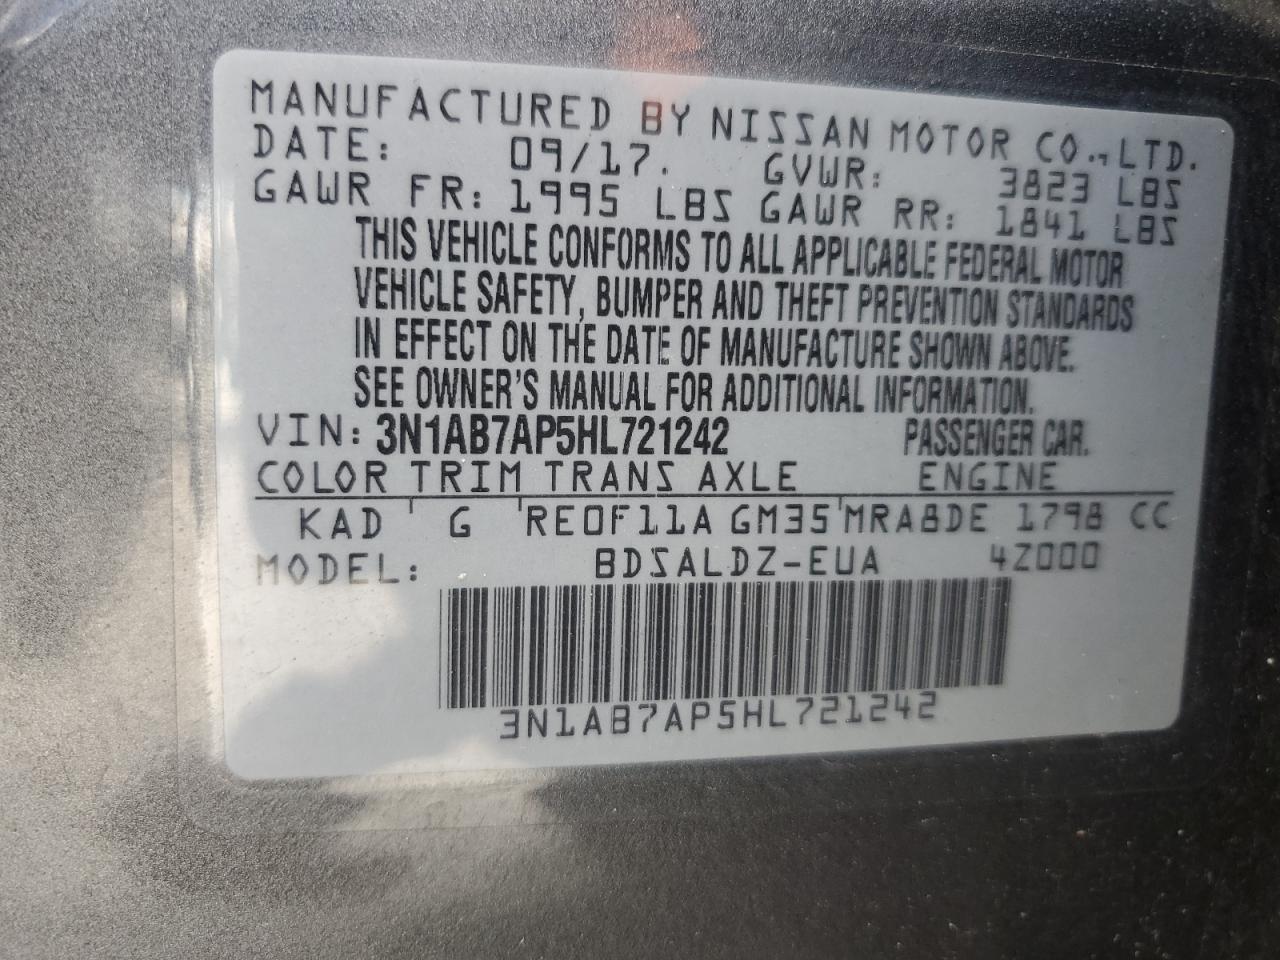 MANUFACTURED BY NISSAN MOTOR CO., LTD.
DATE: 09/17. GVWR: 3823 LBS
GAWR FR: 1995 LBS GAWR RR: 1841 LBS
THIS VEHICLE CONFORMS TO ALL APPLICABLE FEDERAL MOTOR
VEHICLE SAFETY, BUMPER AND THEFT PREVENTION STANDARDS
IN EFFECT ON THE DATE OF MANUFACTURE SHOWN ABOVE.
SEE OWNER'S MANUAL FOR ADDITIONAL INFORMATION.
VIN: 3N1AB7AP5HL721242 PASSENGER CAR.
COLOR TRIM TRANS AXLE ENGINE
KAD G RE0F11A GM35 MRA8DE 1798 CC
MODEL: BDSALDZ-EUA 4Z000
3N1AB7AP5HL721242